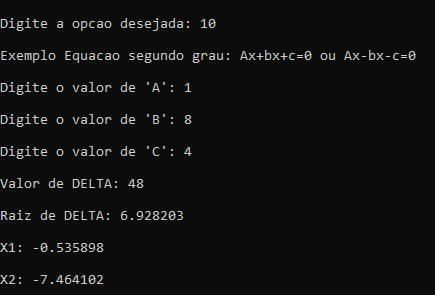 Digite a opcao desejada: 10
Exemplo Equacao segundo grau: Ax+bx+c=0 ou Ax-bx-c=0
Digite o valor de 'A': 1
Digite o valor de 'B': 8
Digite o valor de 'C': 4
Valor de DELTA: 48
Raiz de DELTA: 6.928203
X1: -0.535898
X2: -7.464102